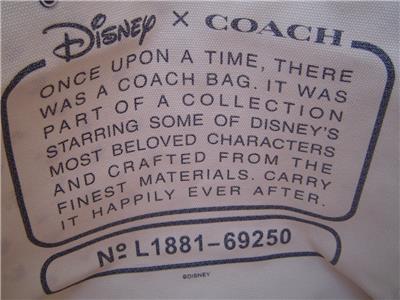 Disney × COACH
ONCE UPON A TIME, THERE
WAS A COACH BAG. IT WAS
PART OF A COLLECTION
STARRING SOME OF DISNEY'S
MOST BELOVED CHARACTERS
AND CRAFTED FROM THE
FINEST MATERIALS. CARRY
IT HAPPILY EVER AFTER.
Nº L1881-69250
©DISNEY